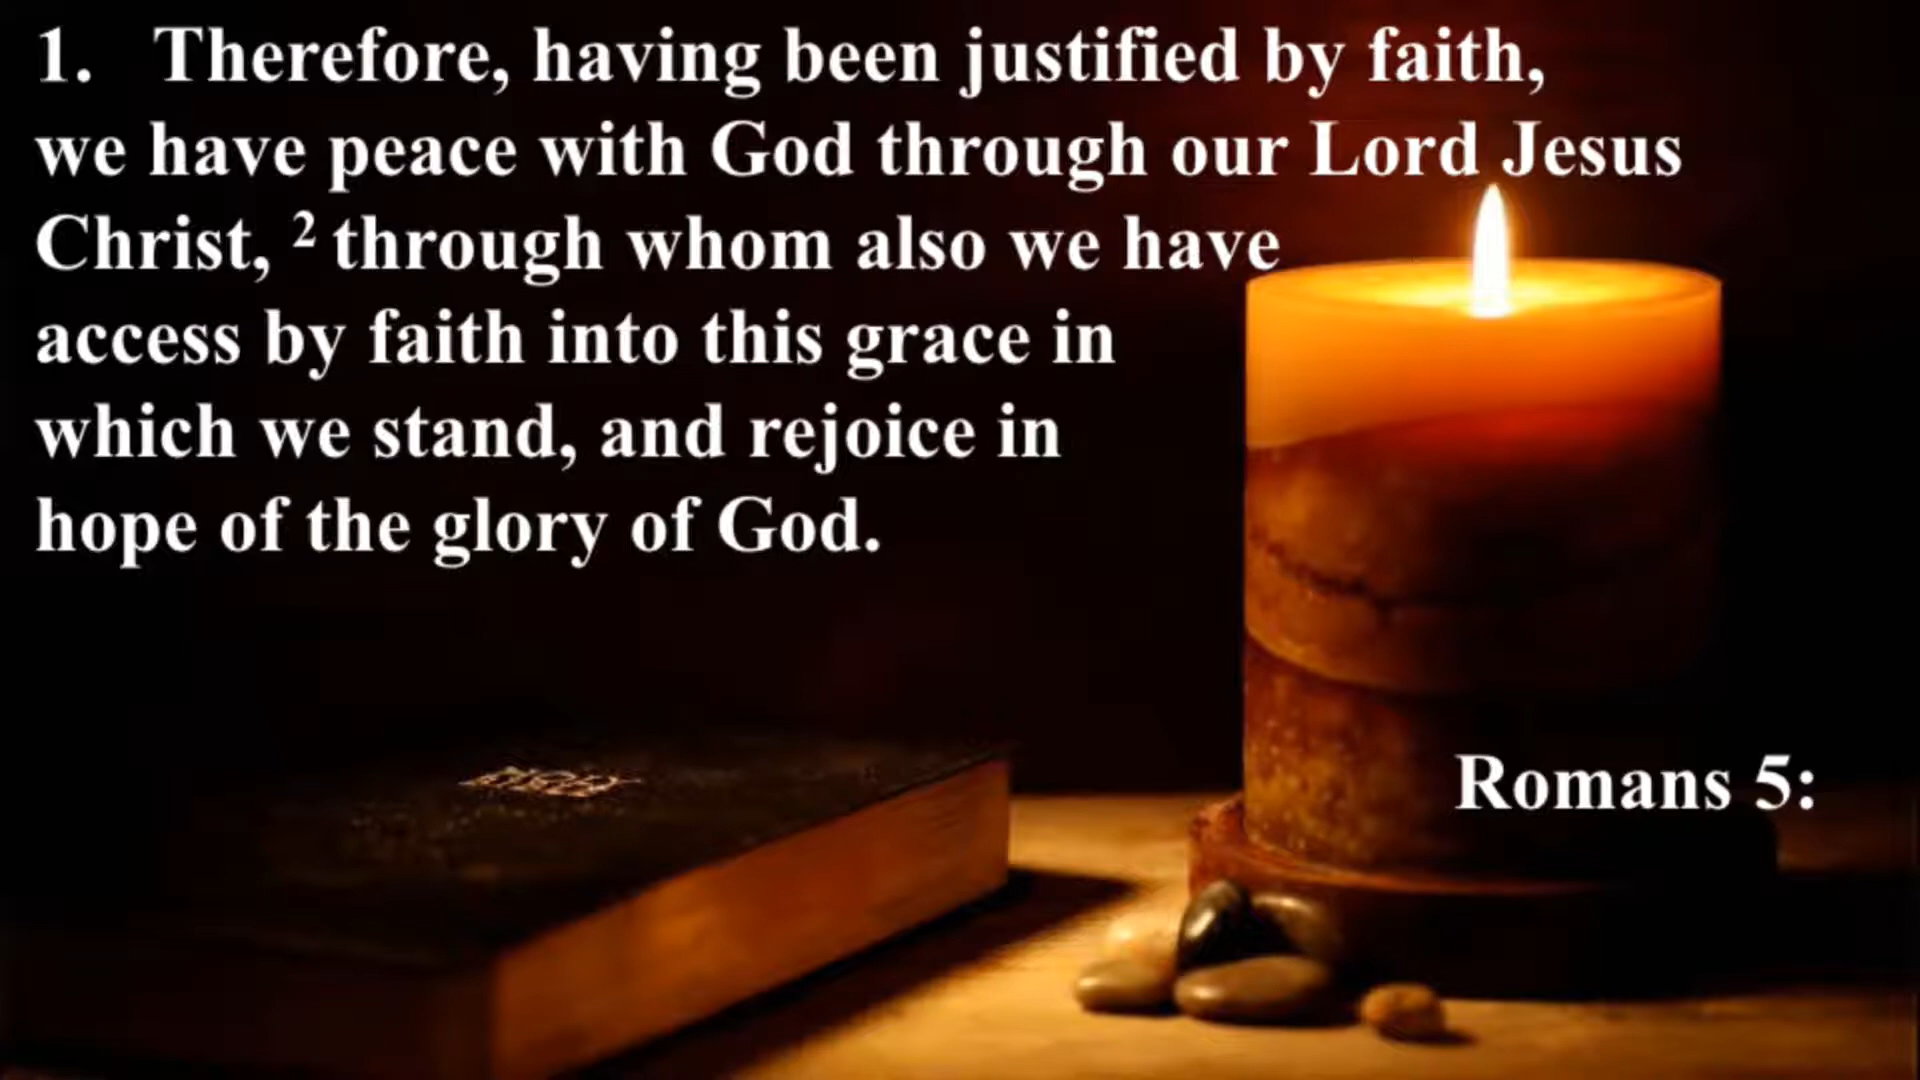 1. Therefore, having been justified by faith,
we have peace with God through our Lord Jesus
Christ, ² through whom also we have
access by faith into this grace in
which we stand, and rejoice in
hope of the glory of God.
Romans 5: